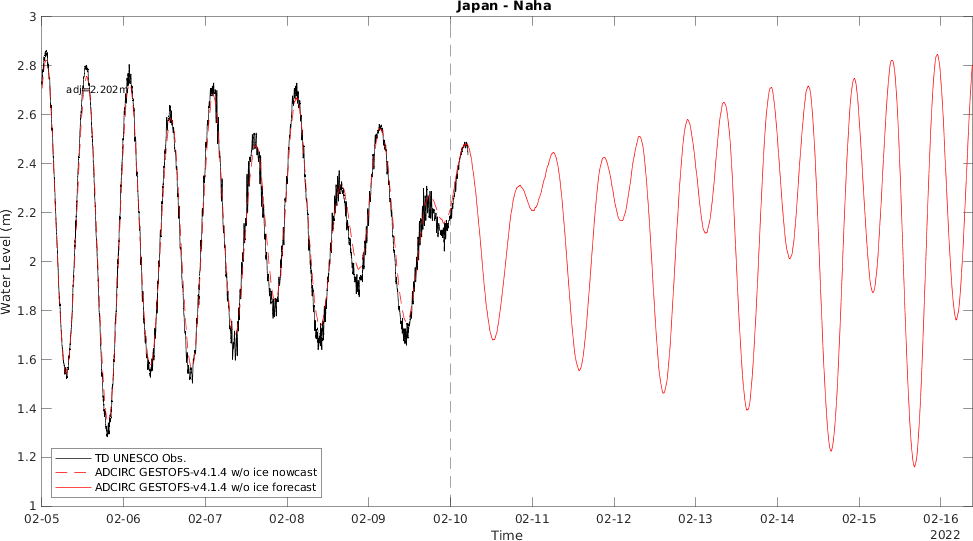 Japan - Naha
3
2.8
adj=2.202m
2.6
2.4
2.2
2
1.8
1.6
1.4
1.2
1
Water Level (m)
TD UNESCO Obs.
ADCIRC GESTOFS-v4.1.4 w/o ice nowcast
ADCIRC GESTOFS-v4.1.4 w/o ice forecast
02-05 02-06 02-07 02-08 02-09 02-10 02-11 02-12 02-13 02-14 02-15 02-16
2022
Time